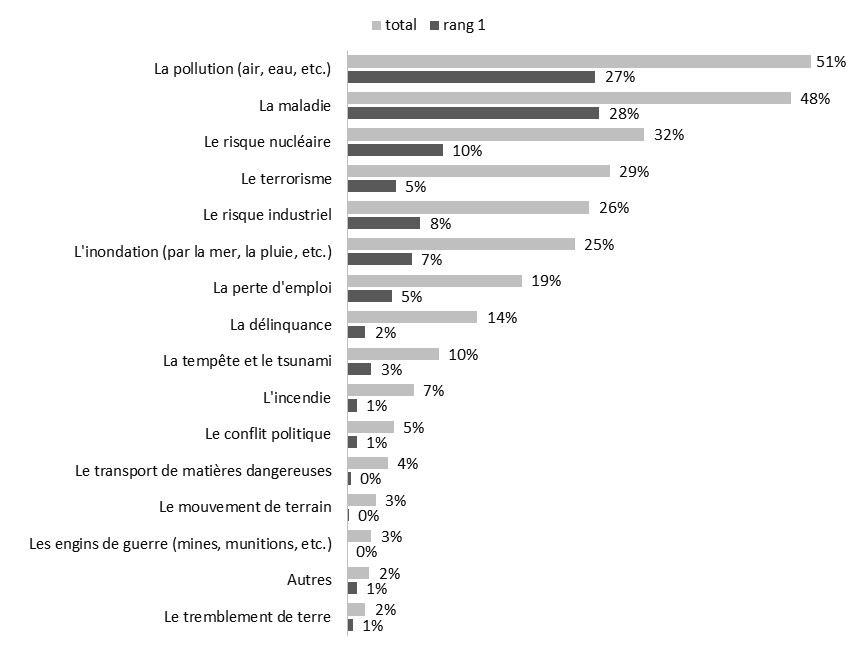 total rang 1
La pollution (air, eau, etc.) 51%
27%
La maladie 48%
28%
Le risque nucléaire 32%
10%
Le terrorisme 29%
5%
Le risque industriel 26%
8%
L'inondation (par la mer, la pluie, etc.) 25%
7%
La perte d'emploi 19%
5%
La délinquance 14%
2%
La tempête et le tsunami 10%
3%
L'incendie 7%
1%
Le conflit politique 5%
1%
Le transport de matières dangereuses 4%
0%
Le mouvement de terrain 3%
0%
Les engins de guerre (mines, munitions, etc.) 3%
0%
Autres 2%
1%
Le tremblement de terre 2%
1%